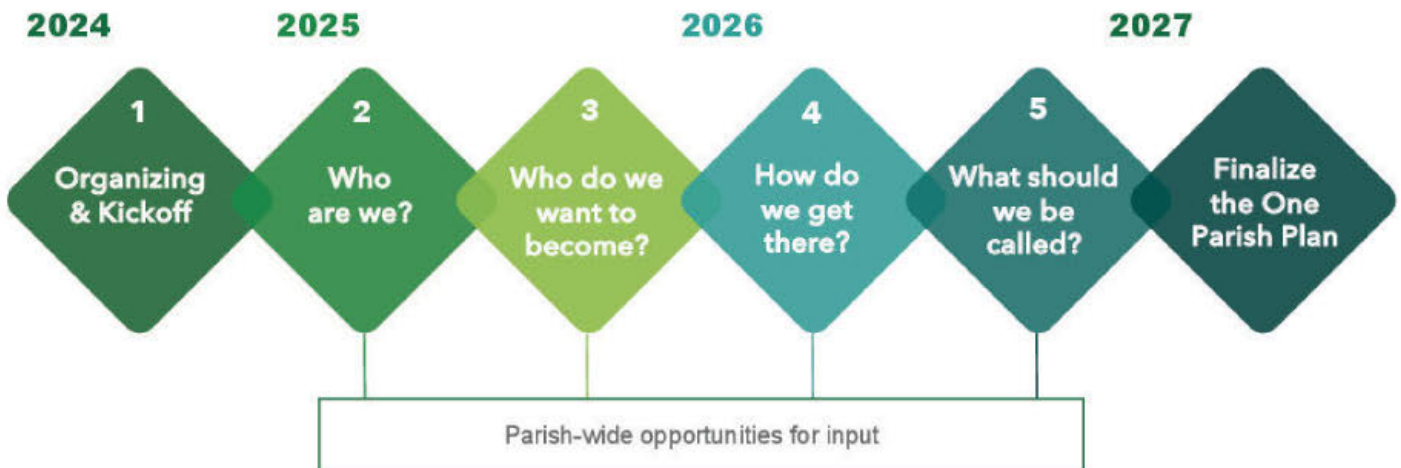 2024
2025
2026
2027
1
Organizing
& Kickoff
2
Who
are we?
3
Who do we
want to
become?
4
How do
we get
there?
5
What should
we be
called?
Finalize
the One
Parish Plan
Parish-wide opportunities for input